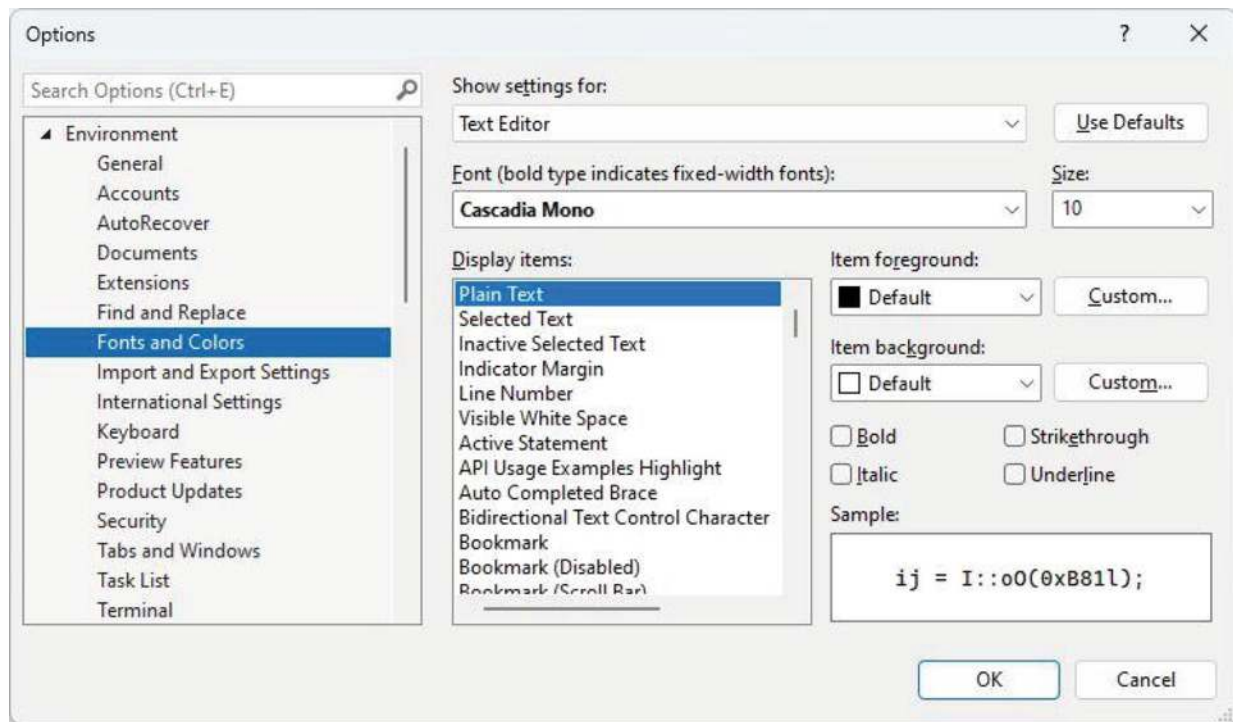 Options
?
Search Options (Ctrl+E)
Environment
General
Accounts
AutoRecover
Documents
Extensions
Find and Replace
Fonts and Colors
Import and Export Settings
International Settings
Keyboard
Preview Features
Product Updates
Security
Tabs and Windows
Task List
Terminal
Show settings for:
Text Editor
Use Defaults
Font (bold type indicates fixed-width fonts):
Size:
Cascadia Mono
10
Display items:
Plain Text
Selected Text
Inactive Selected Text
Indicator Margin
Line Number
Visible White Space
Active Statement
API Usage Examples Highlight
Auto Completed Brace
Bidirectional Text Control Character
Bookmark
Bookmark (Disabled)
Bookmark (Scroll Bar)
Item foreground:
Default
Custom...
Item background:
Default
Custom...
Bold
Strikethrough
Italic
Underline
Sample:
ij = I::oO(0xB81l);
OK
Cancel